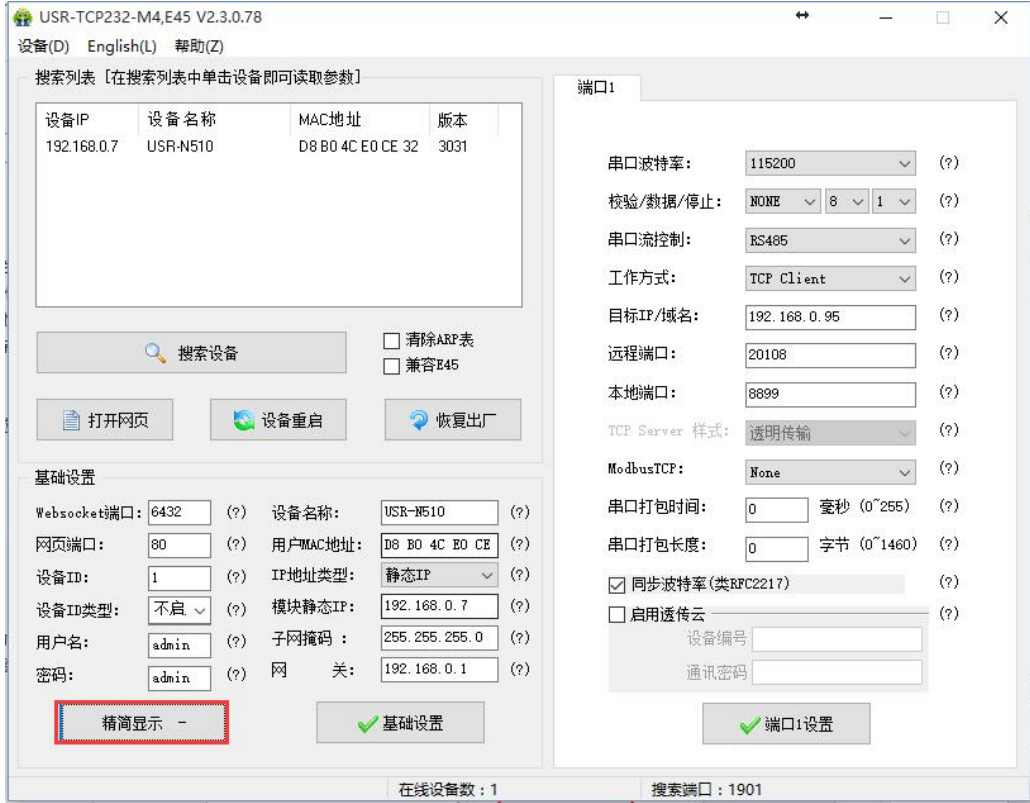 USR-TCP232-M4,E45 V2.3.0.78
设备(D) English(L) 帮助(Z)
搜索列表 [在搜索列表中单击设备即可读取参数]
设备IP 设备名称 MAC地址 版本
192.168.0.7 USR-N510 D8 B0 4C E0 CE 32 3031
搜索设备
清除ARP表
兼容E45
打开网页 设备重启 恢复出厂
基础设置
Websocket端口: 6432 (?) 设备名称: USR-N510 (?)
网页端口: 80 (?) 用户MAC地址: D8 B0 4C E0 CE (?)
设备ID: 1 (?) IP地址类型: 静态IP (?)
设备ID类型: 不启 (?) 模块静态IP: 192.168.0.7 (?)
用户名: admin (?) 子网掩码 : 255.255.255.0 (?)
密码: admin (?) 网 关: 192.168.0.1 (?)
精简显示 - 基础设置
端口1
串口波特率: 115200 (?)
校验/数据/停止: NONE 8 1 (?)
串口流控制: RS485 (?)
工作方式: TCP Client (?)
目标IP/域名: 192.168.0.95 (?)
远程端口: 20108 (?)
本地端口: 8899 (?)
TCP Server 样式: 透明传输 (?)
ModbusTCP: None (?)
串口打包时间: 0 毫秒 (0~255) (?)
串口打包长度: 0 字节 (0~1460) (?)
同步波特率(类RFC2217) (?)
启用透传云 (?)
设备编号
通讯密码
端口1设置
在线设备数：1 搜索端口：1901